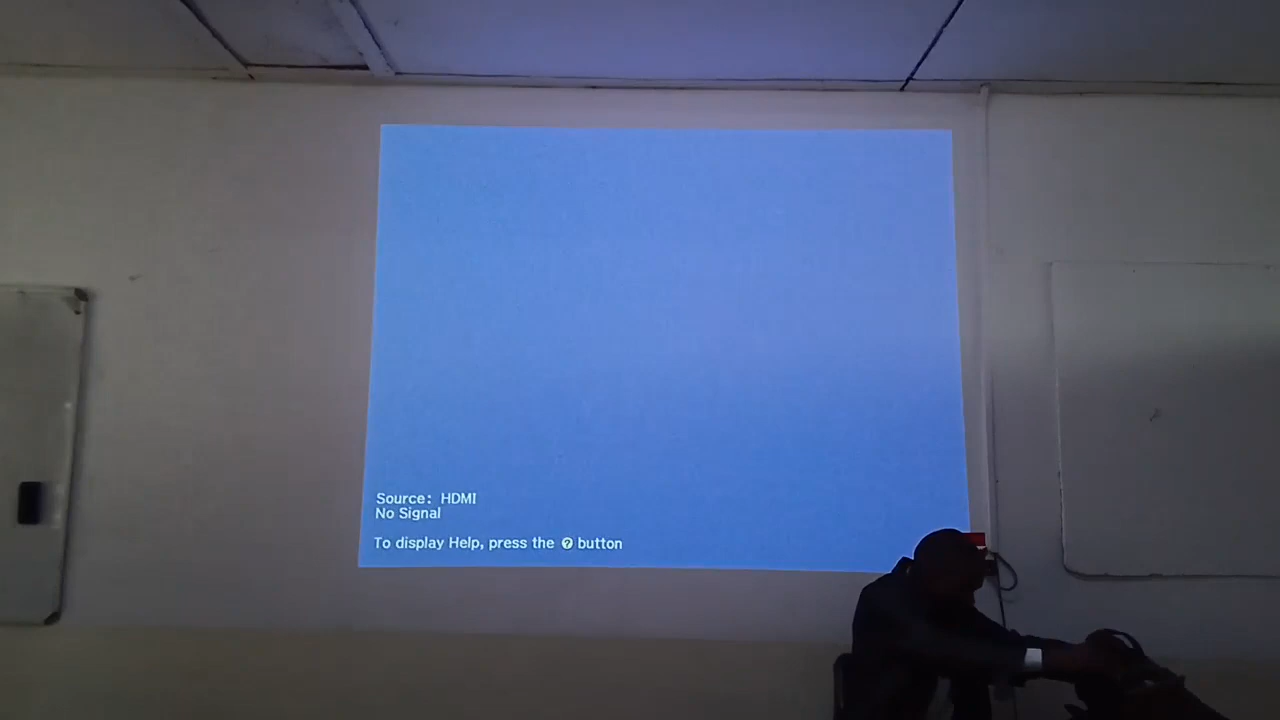 Source: HDMI
No Signal
To display Help, press the ? button